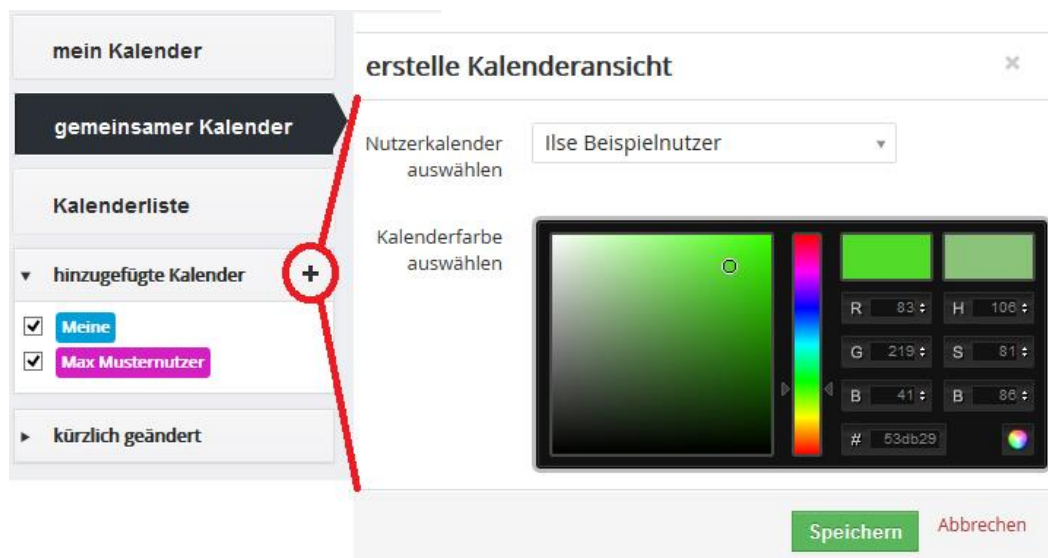 mein Kalender
gemeinsamer Kalender
Kalenderliste
hinzugefügte Kalender +
Meine
Max Musternutzer
kürzlich geändert
erstelle Kalenderansicht ×
Nutzerkalender
auswählen
Ilse Beispielnutzer
Kalenderfarbe
auswählen
R 83 H 106
G 219 S 81
B 41 B 86
# 53db29
Speichern Abbrechen